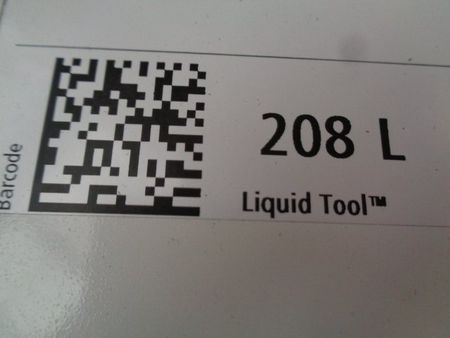 Barcode
208 L
Liquid Tool™